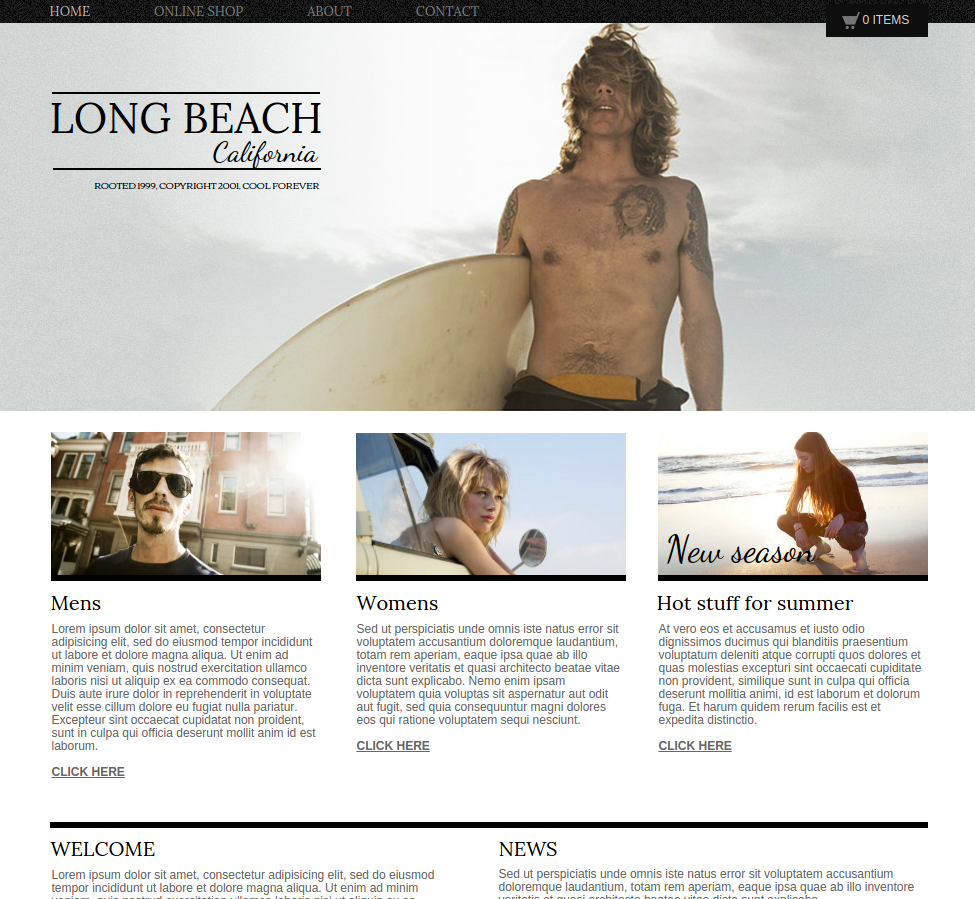 HOME ONLINE SHOP ABOUT CONTACT
0 ITEMS
LONG BEACH
California
ROOTED 1999, COPYRIGHT 2001, COOL FOREVER
New season
Mens
Lorem ipsum dolor sit amet, consectetur
adipisicing elit, sed do eiusmod tempor incididunt
ut labore et dolore magna aliqua. Ut enim ad
minim veniam, quis nostrud exercitation ullamco
laboris nisi ut aliquip ex ea commodo consequat.
Duis aute irure dolor in reprehenderit in voluptate
velit esse cillum dolore eu fugiat nulla pariatur.
Excepteur sint occaecat cupidatat non proident,
sunt in culpa qui officia deserunt mollit anim id est
laborum.
CLICK HERE
Womens
Sed ut perspiciatis unde omnis iste natus error sit
voluptatem accusantium doloremque laudantium,
totam rem aperiam, eaque ipsa quae ab illo
inventore veritatis et quasi architecto beatae vitae
dicta sunt explicabo. Nemo enim ipsam
voluptatem quia voluptas sit aspernatur aut odit
aut fugit, sed quia consequuntur magni dolores
eos qui ratione voluptatem sequi nesciunt.
CLICK HERE
Hot stuff for summer
At vero eos et accusamus et iusto odio
dignissimos ducimus qui blanditiis praesentium
voluptatum deleniti atque corrupti quos dolores et
quas molestias excepturi sint occaecati cupiditate
non provident, similique sunt in culpa qui officia
deserunt mollitia animi, id est laborum et dolorum
fuga. Et harum quidem rerum facilis est et
expedita distinctio.
CLICK HERE
WELCOME
Lorem ipsum dolor sit amet, consectetur adipisicing elit, sed do eiusmod
tempor incididunt ut labore et dolore magna aliqua. Ut enim ad minim
NEWS
Sed ut perspiciatis unde omnis iste natus error sit voluptatem accusantium
doloremque laudantium, totam rem aperiam, eaque ipsa quae ab illo inventore